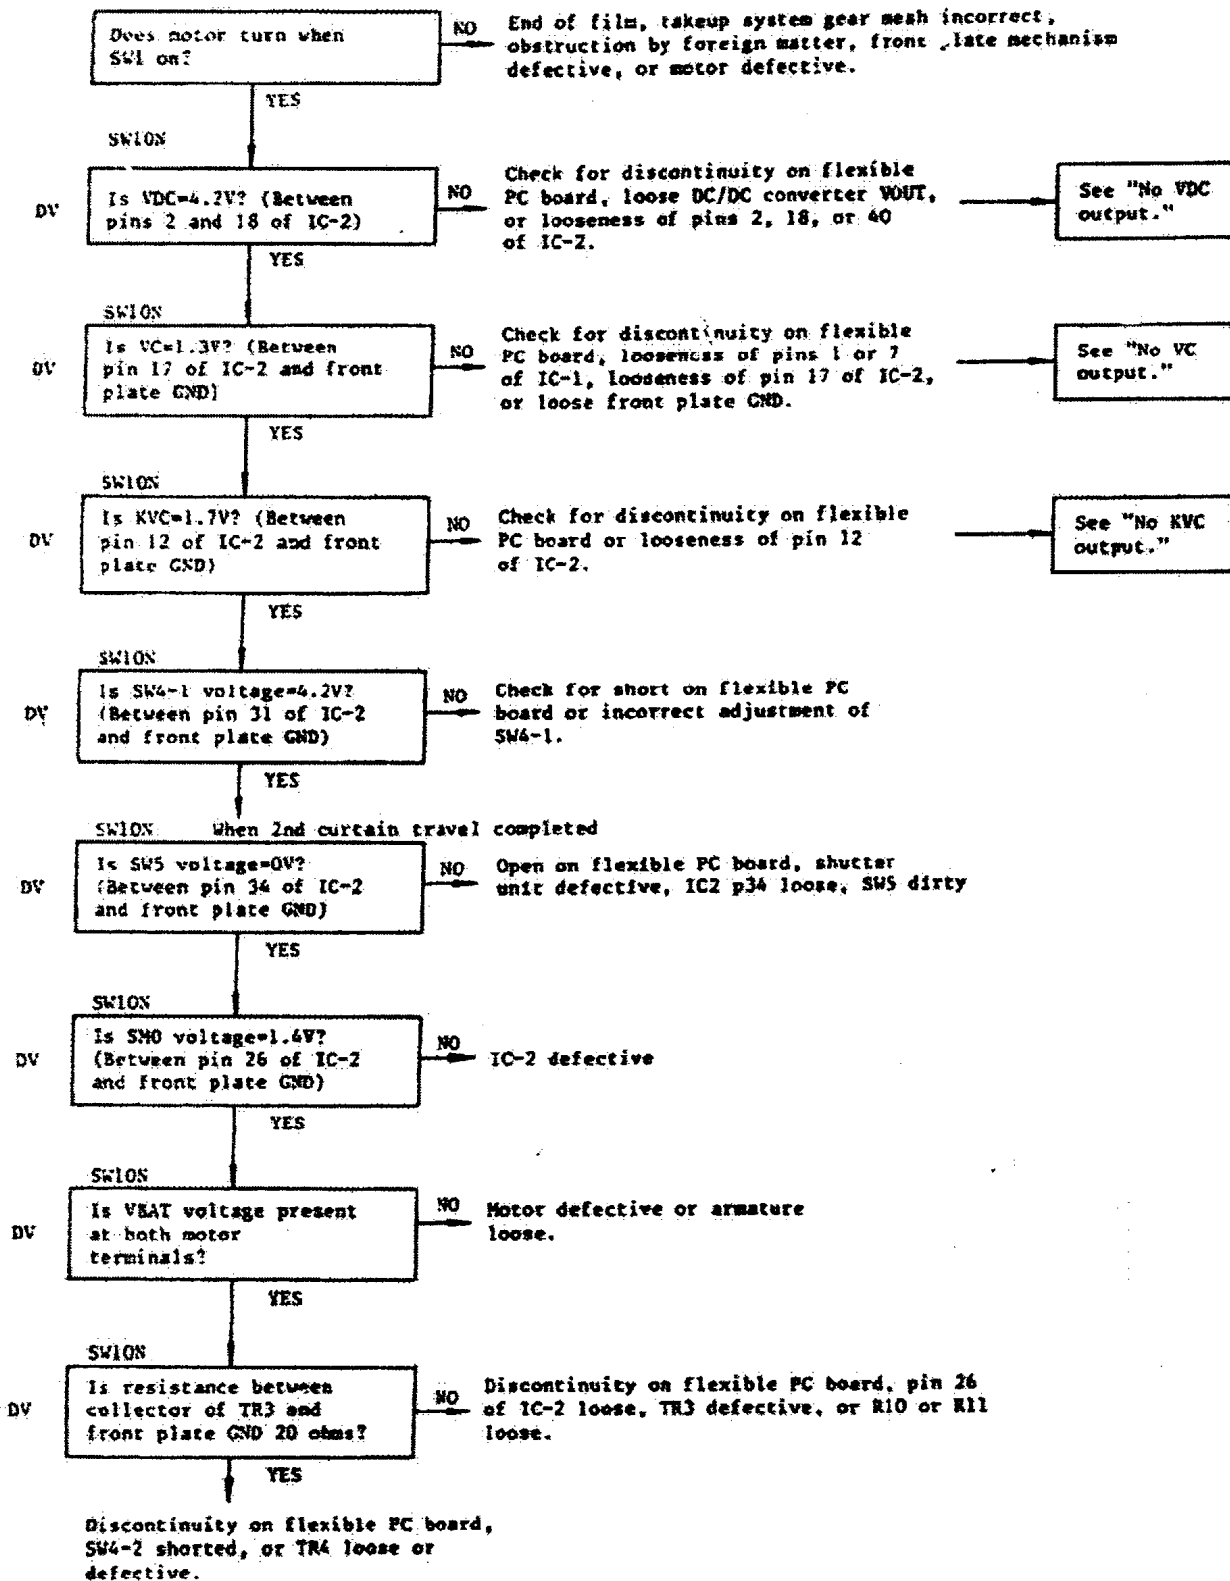 Does motor turn when
SW1 on?
NO
End of film, takeup system gear mesh incorrect,
obstruction by foreign matter, front late mechanism
defective, or motor defective.
YES
SW1ON
DV
Is VDC=4.2V? (Between
pins 2 and 18 of IC-2)
NO
Check for discontinuity on flexible
PC board, loose DC/DC converter VOUT,
or looseness of pins 2, 18, or 40
of IC-2.
See "No VDC
output."
YES
SW1ON
DV
Is VC=1.3V? (Between
pin 17 of IC-2 and front
plate GND)
NO
Check for discontinuity on flexible
PC board, looseness of pins 1 or 7
of IC-1, looseness of pin 17 of IC-2,
or loose front plate GND.
See "No VC
output."
YES
SW1ON
DV
Is KVC=1.7V? (Between
pin 12 of IC-2 and front
plate GND)
NO
Check for discontinuity on flexible
PC board or looseness of pin 12
of IC-2.
See "No KVC
output."
YES
SW1ON
DV
Is SW4-1 voltage=4.2V?
(Between pin 31 of IC-2
and front plate GND)
NO
Check for short on flexible PC
board or incorrect adjustment of
SW4-1.
YES
SW1ON When 2nd curtain travel completed
DV
Is SW5 voltage=0V?
(Between pin 34 of IC-2
and front plate GND)
NO
Open on flexible PC board, shutter
unit defective, IC2 p34 loose, SW5 dirty
YES
SW1ON
DV
Is SMO voltage=1.4V?
(Between pin 26 of IC-2
and front plate GND)
NO
IC-2 defective
YES
SW1ON
DV
Is VBAT voltage present
at both motor
terminals?
NO
Motor defective or armature
loose.
YES
SW1ON
DV
Is resistance between
collector of TR3 and
front plate GND 20 ohms?
NO
Discontinuity on flexible PC board, pin 26
of IC-2 loose, TR3 defective, or R10 or R11
loose.
YES
Discontinuity on flexible PC board,
SW4-2 shorted, or TR4 loose or
defective.